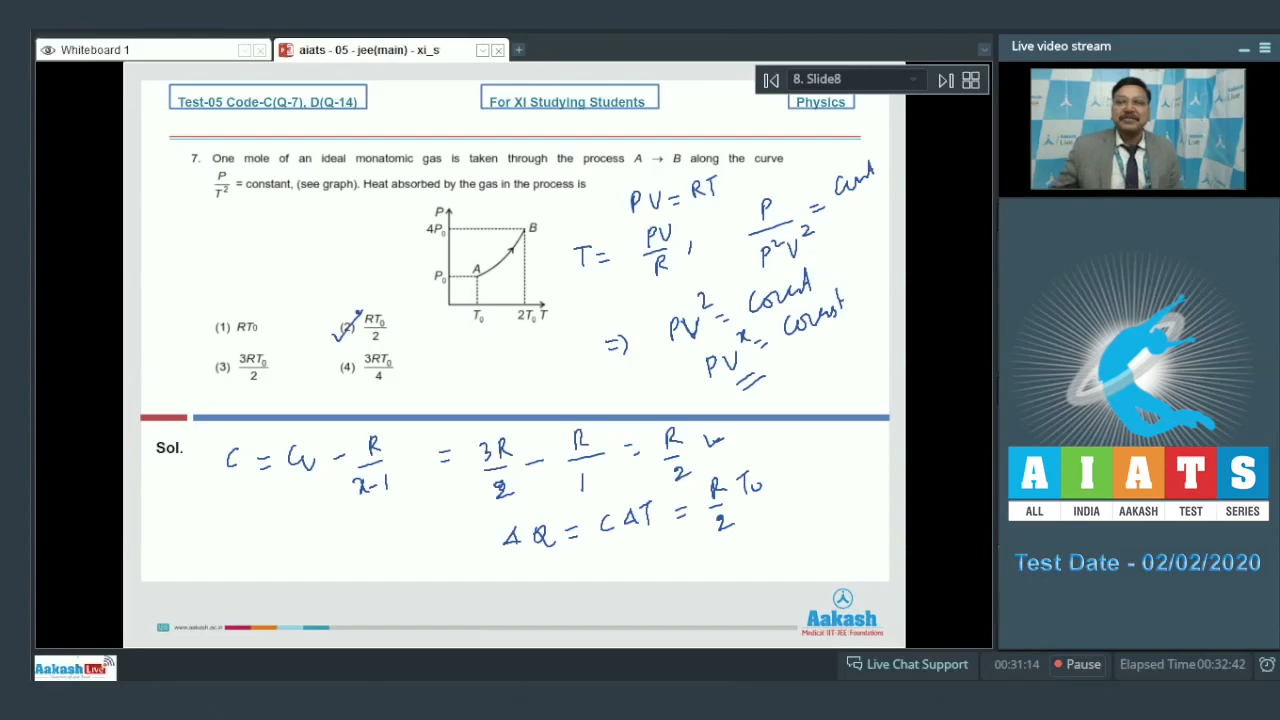 Whiteboard 1
aiats - 05 - jee(main) - xi_s
Live video stream
8. Slide8
Test-05 Code-C(Q-7), D(Q-14)
For XI Studying Students
Physics
7. One mole of an ideal monatomic gas is taken through the process A → B along the curve
P/T² = constant, (see graph). Heat absorbed by the gas in the process is
P
4P₀
B
P₀
A
T₀ 2T₀ T
(1) RT₀
(2) RT₀/2
(3) 3RT₀/2
(4) 3RT₀/4
PV = RT
T = PV/R, P/P²V² = const
⇒ PV² = const
PVˣ = const
Sol.
C = Cv - R/x-1 = 3R/2 - R/1 = R/2
ΔQ = CΔT = R/2 T₀
www.aakash.ac.in
Aakash
Medical|IIT-JEE|Foundations
AIATS
ALL INDIA AAKASH TEST SERIES
Test Date - 02/02/2020
Aakash Live
Live Chat Support
00:31:14
Pause
Elapsed Time 00:32:42